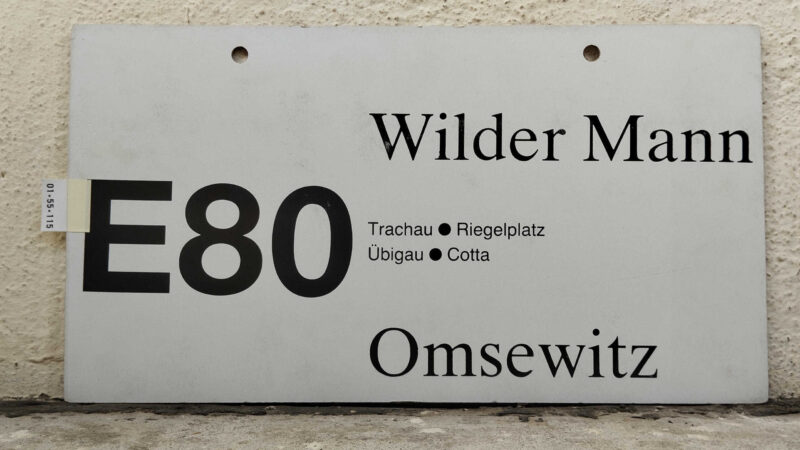 Wilder Mann
01-55-115
E80
Trachau ● Riegelplatz
Übigau ● Cotta
Omsewitz